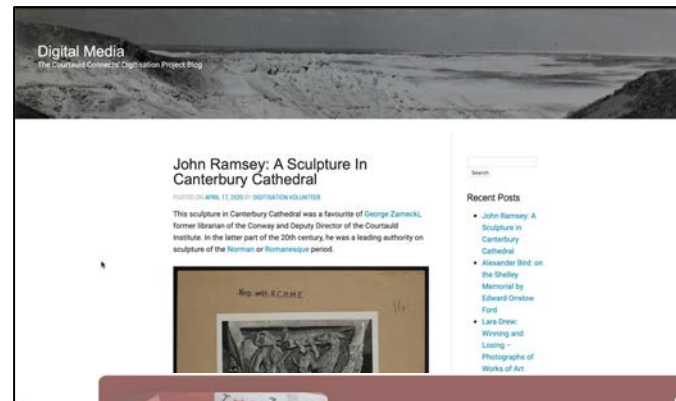 Digital Media
The Courtauld Connects' Digitisation Project Blog
John Ramsey: A Sculpture In
Canterbury Cathedral
POSTED ON APRIL 17, 2020 BY DIGITISATION VOLUNTEER
This sculpture in Canterbury Cathedral was a favourite of George Zarnecki,
former librarian of the Conway and Deputy Director of the Courtauld
Institute. In the latter part of the 20th century, he was a leading authority on
sculpture of the Norman or Romanesque period.
Neg. with R.C.H.M.E.
14
Search
Recent Posts
John Ramsey: A
Sculpture in
Canterbury
Cathedral
Alexander Bird: on
the Shelley
Memorial by
Edward Onslow
Ford
Lara Drew:
Winning and
Losing –
Photographs of
Works of Art